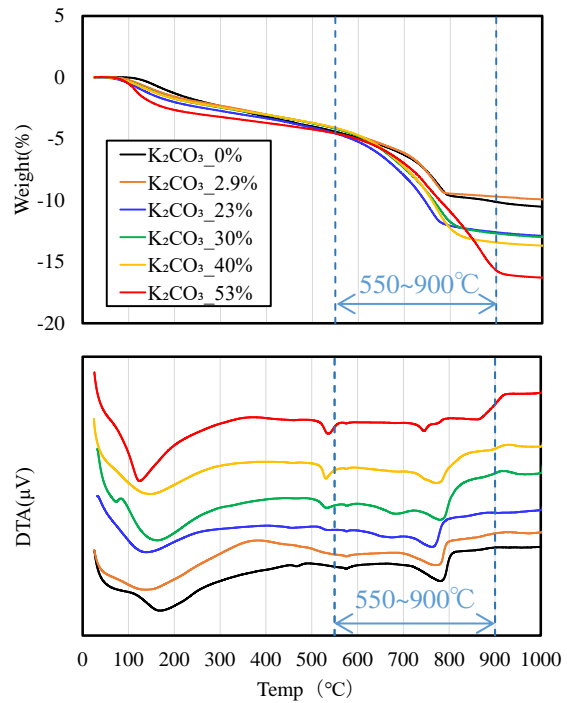 5
0
-5
-10
-15
-20
Weight(%)
K₂CO₃_0%
K₂CO₃_2.9%
K₂CO₃_23%
K₂CO₃_30%
K₂CO₃_40%
K₂CO₃_53%
550~900℃
DTA(μV)
550~900℃
0 100 200 300 400 500 600 700 800 900 1000
Temp（℃）